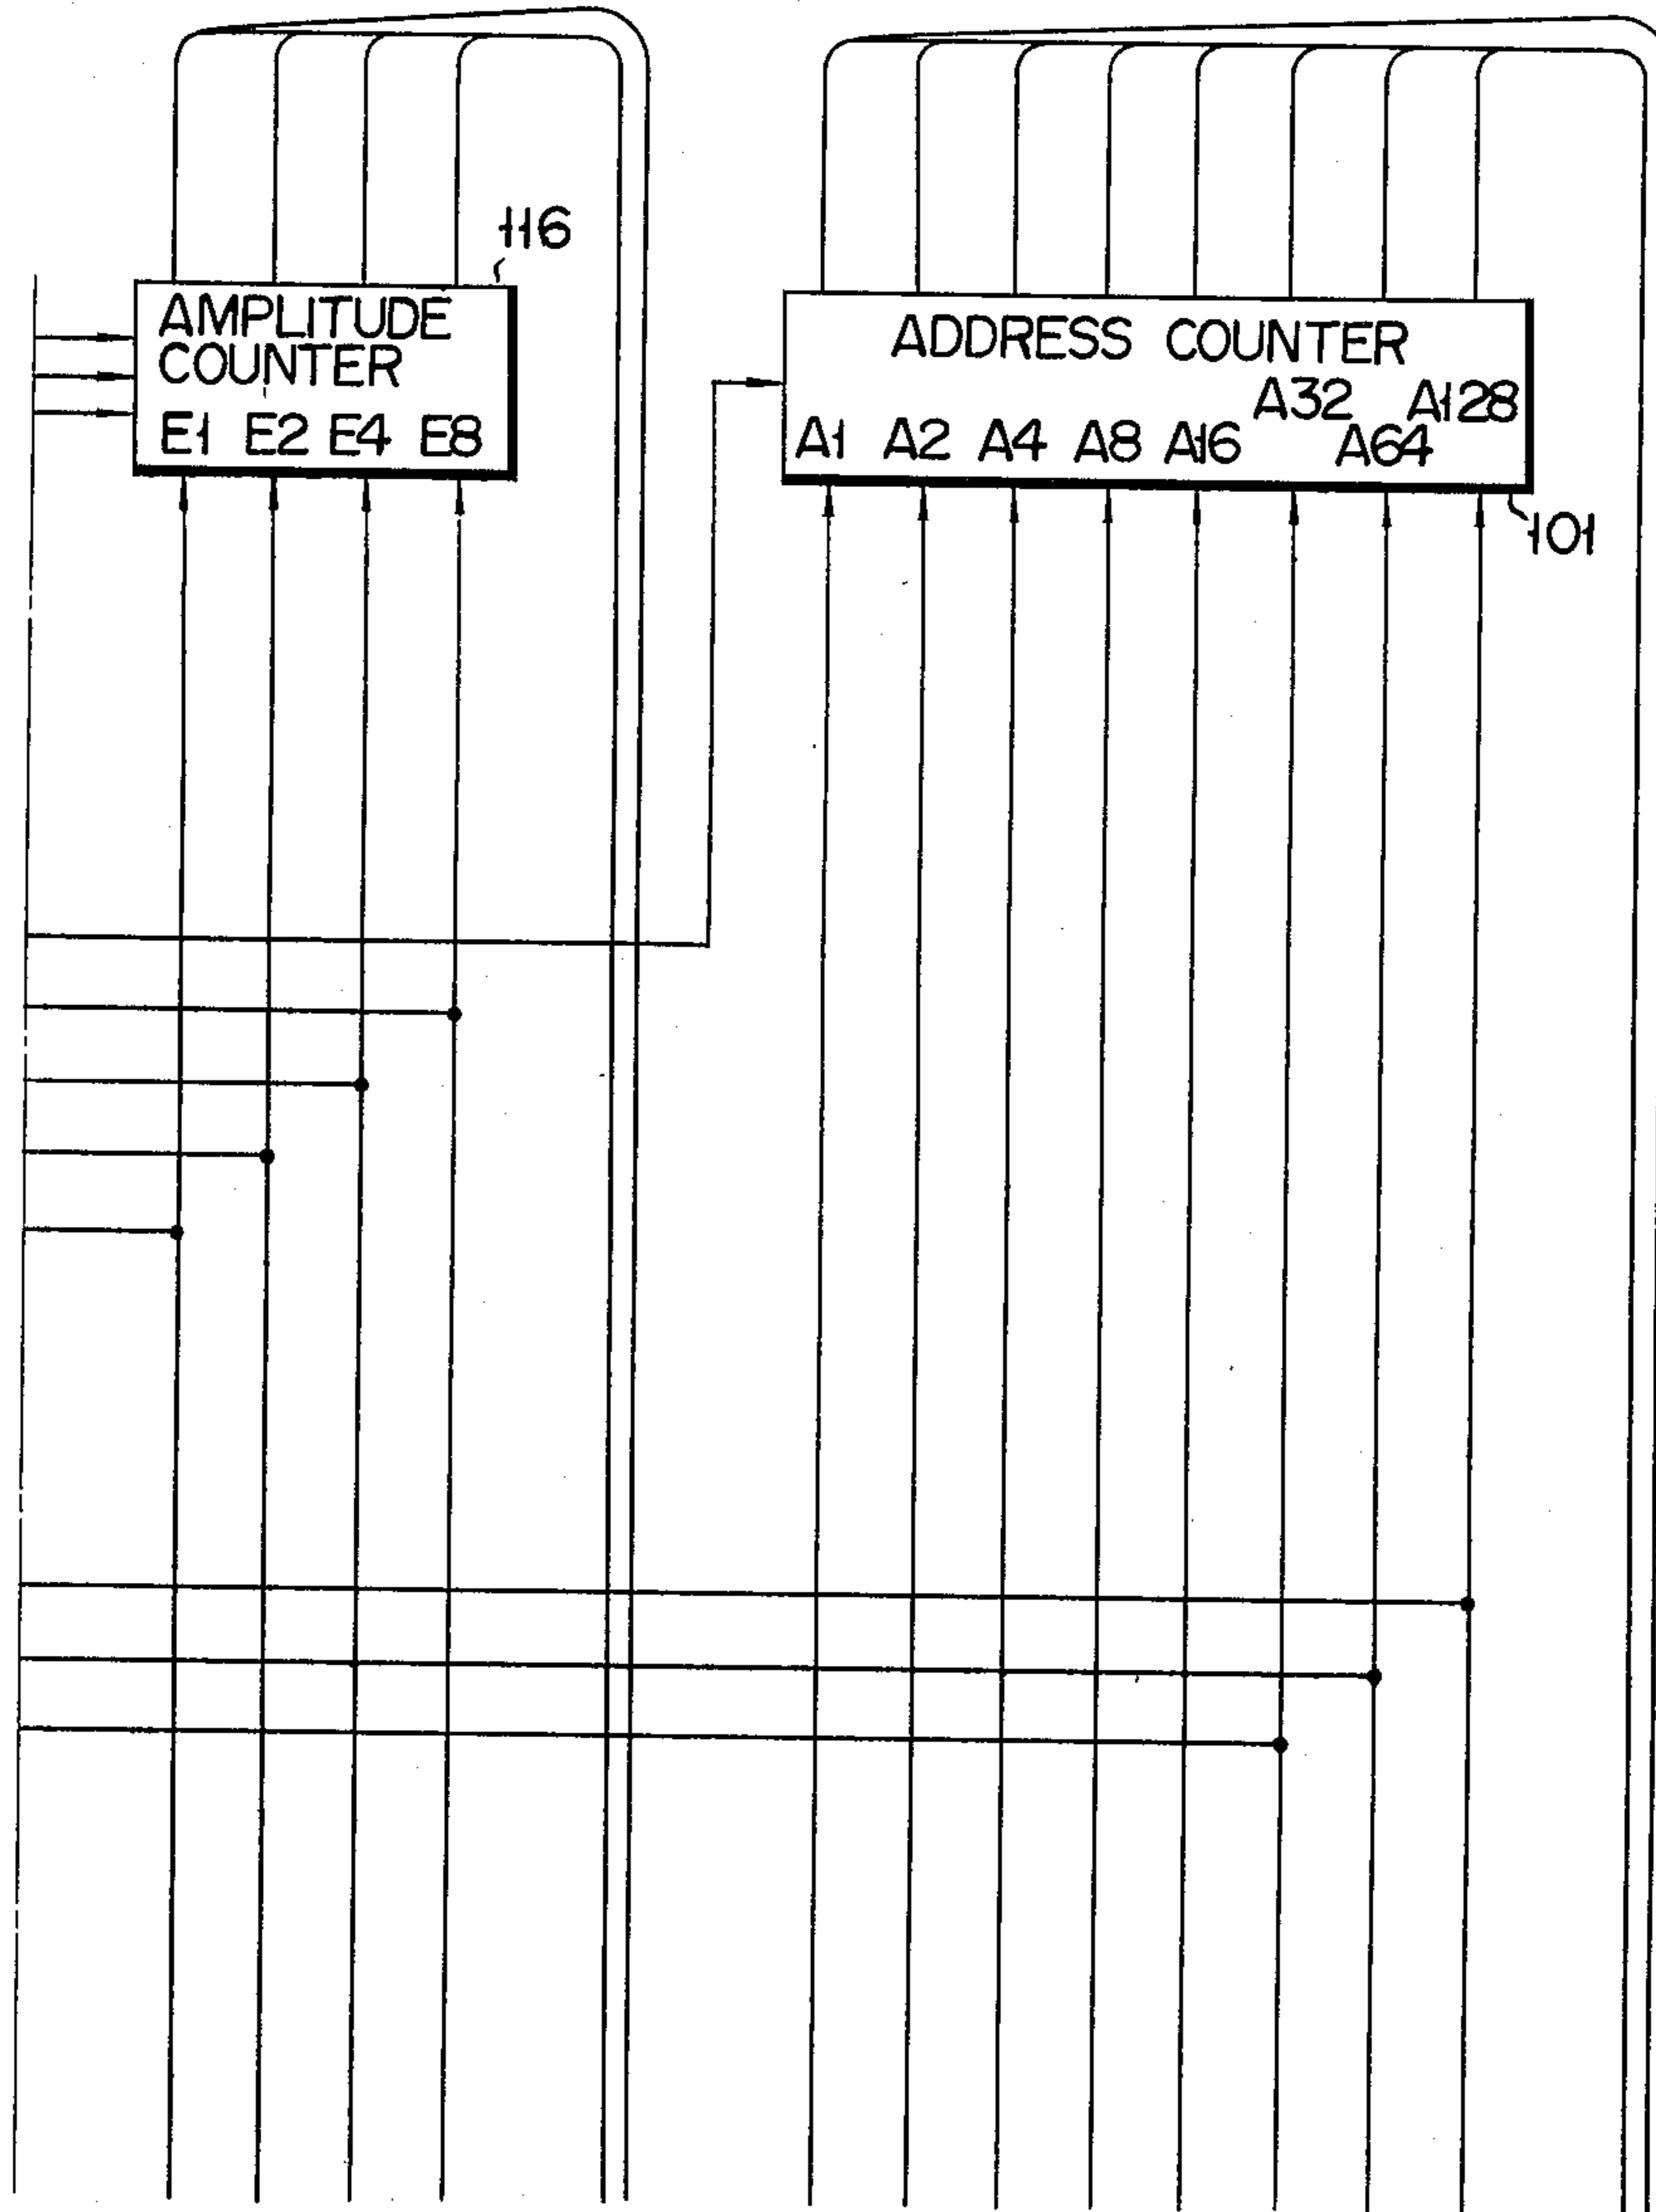 116
AMPLITUDE
COUNTER
E1 E2 E4 E8
ADDRESS COUNTER
A32 A128
A1 A2 A4 A8 A16 A64
101